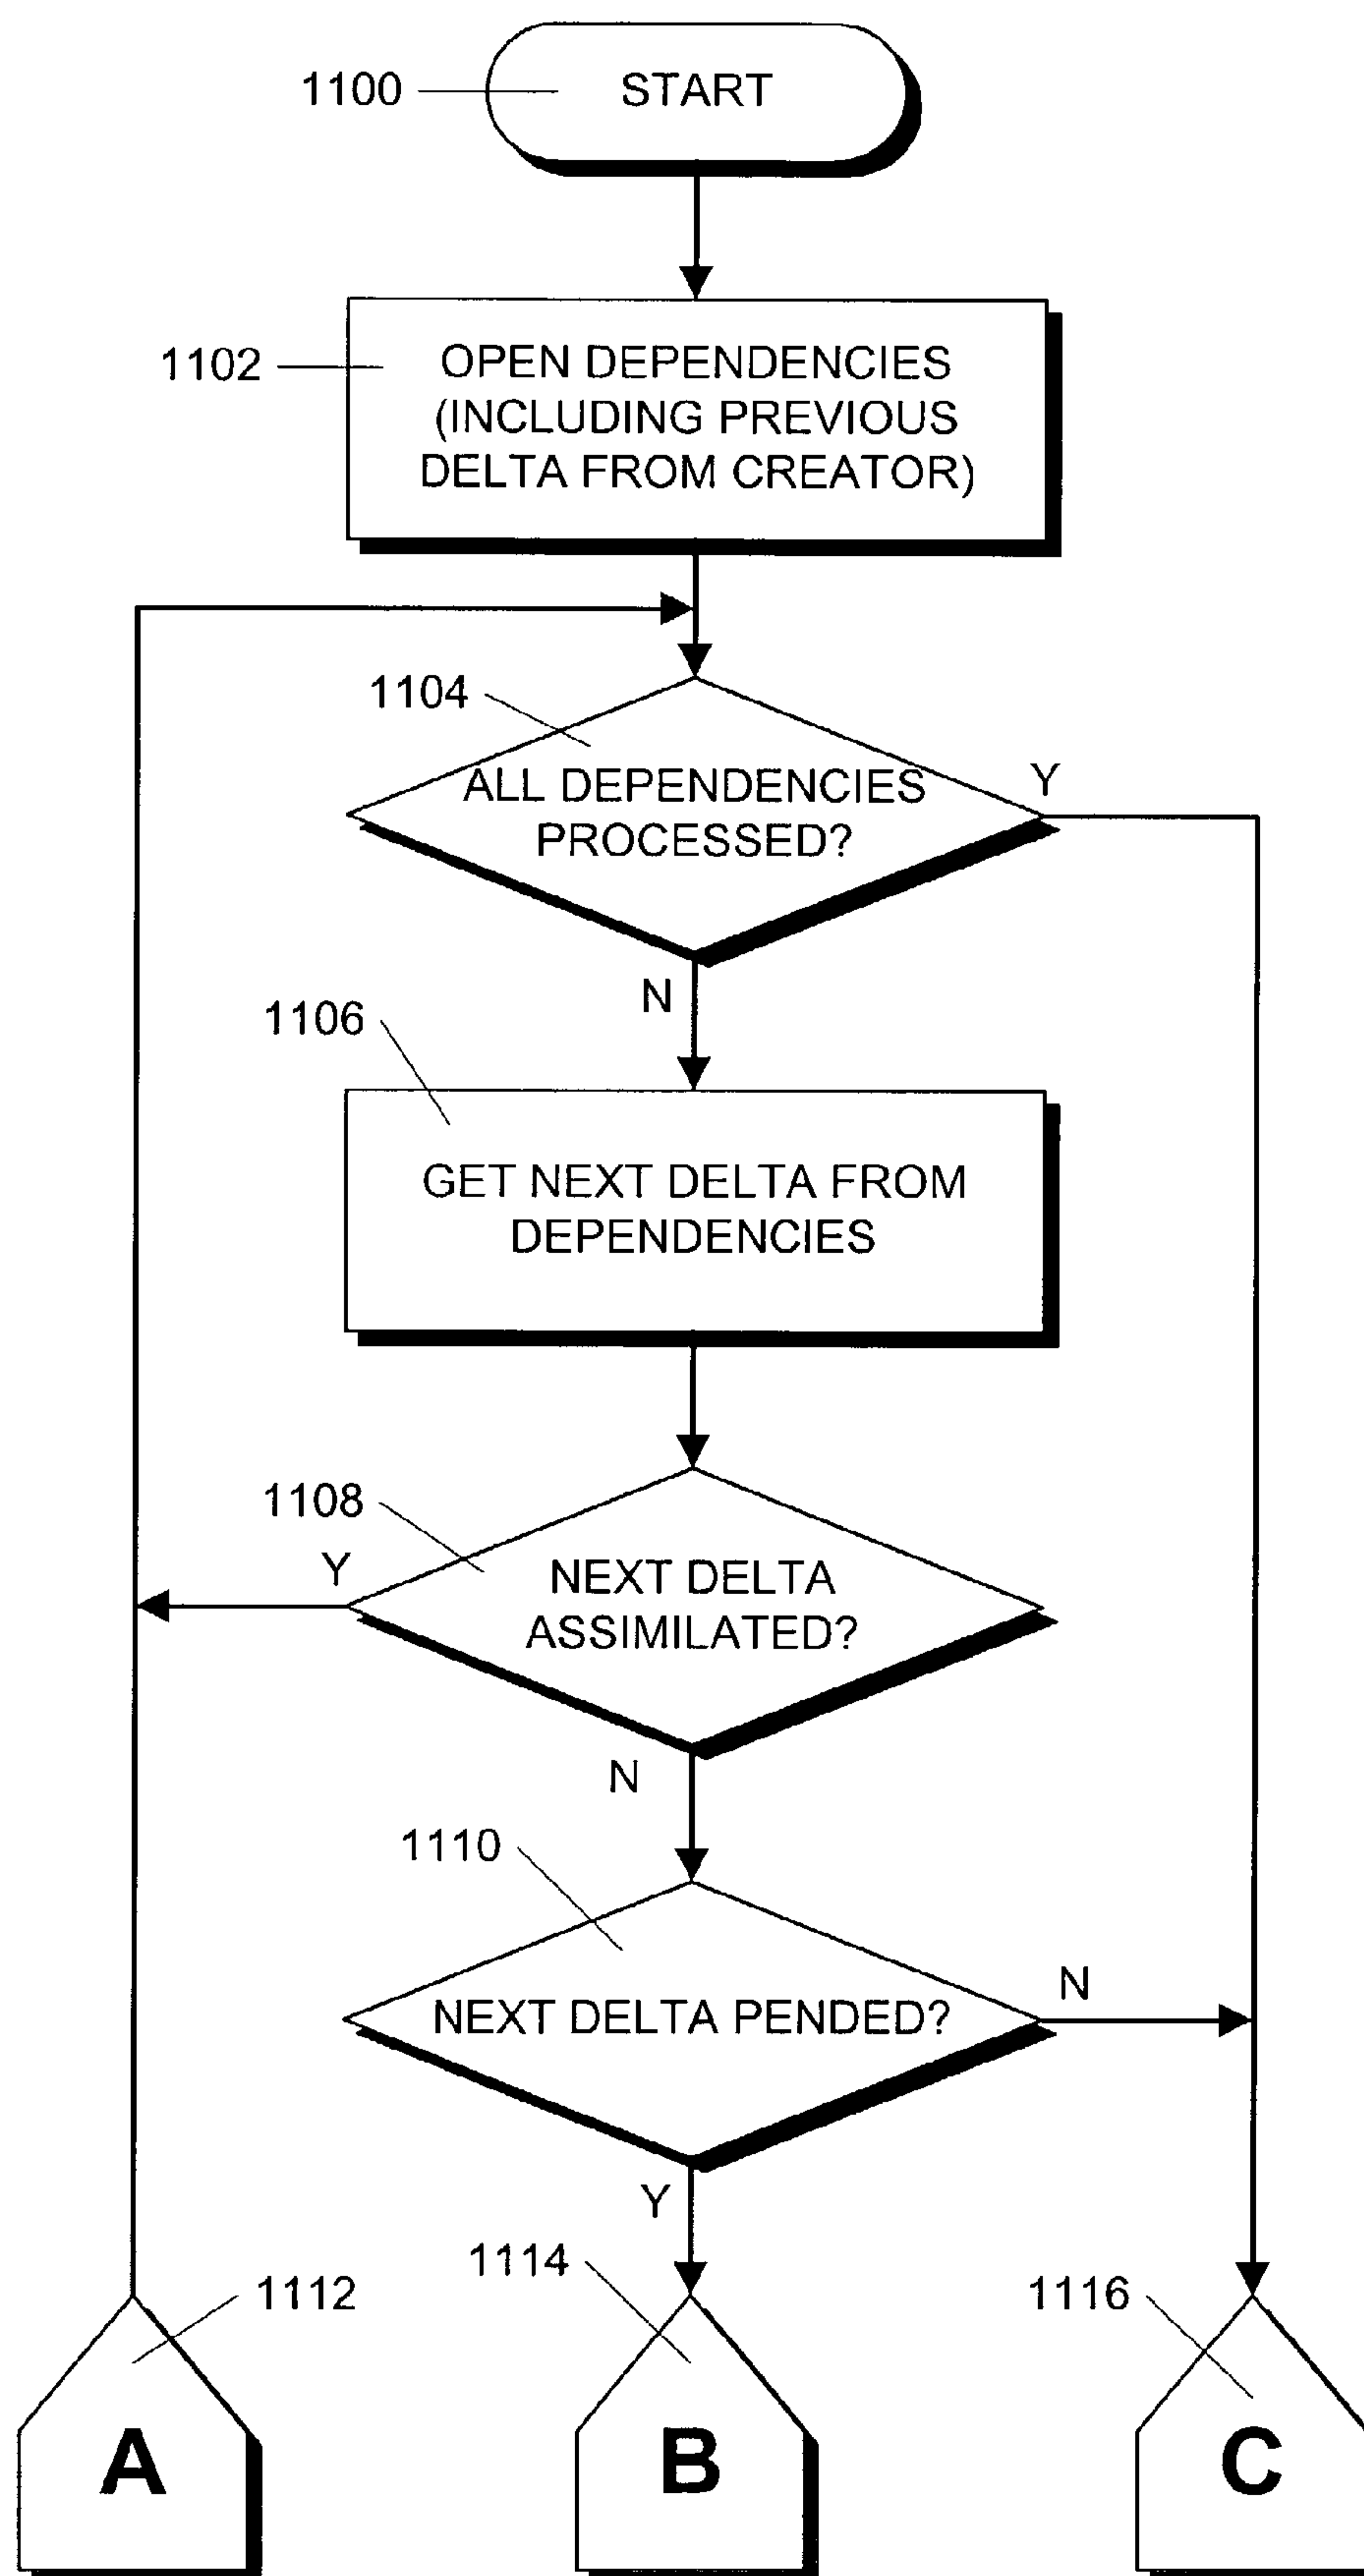 1100
START
1102
OPEN DEPENDENCIES
(INCLUDING PREVIOUS
DELTA FROM CREATOR)
1104
ALL DEPENDENCIES
PROCESSED?
Y
N
1106
GET NEXT DELTA FROM
DEPENDENCIES
1108
Y
NEXT DELTA
ASSIMILATED?
N
1110
NEXT DELTA PENDED?
N
Y
1112
1114
1116
A
B
C